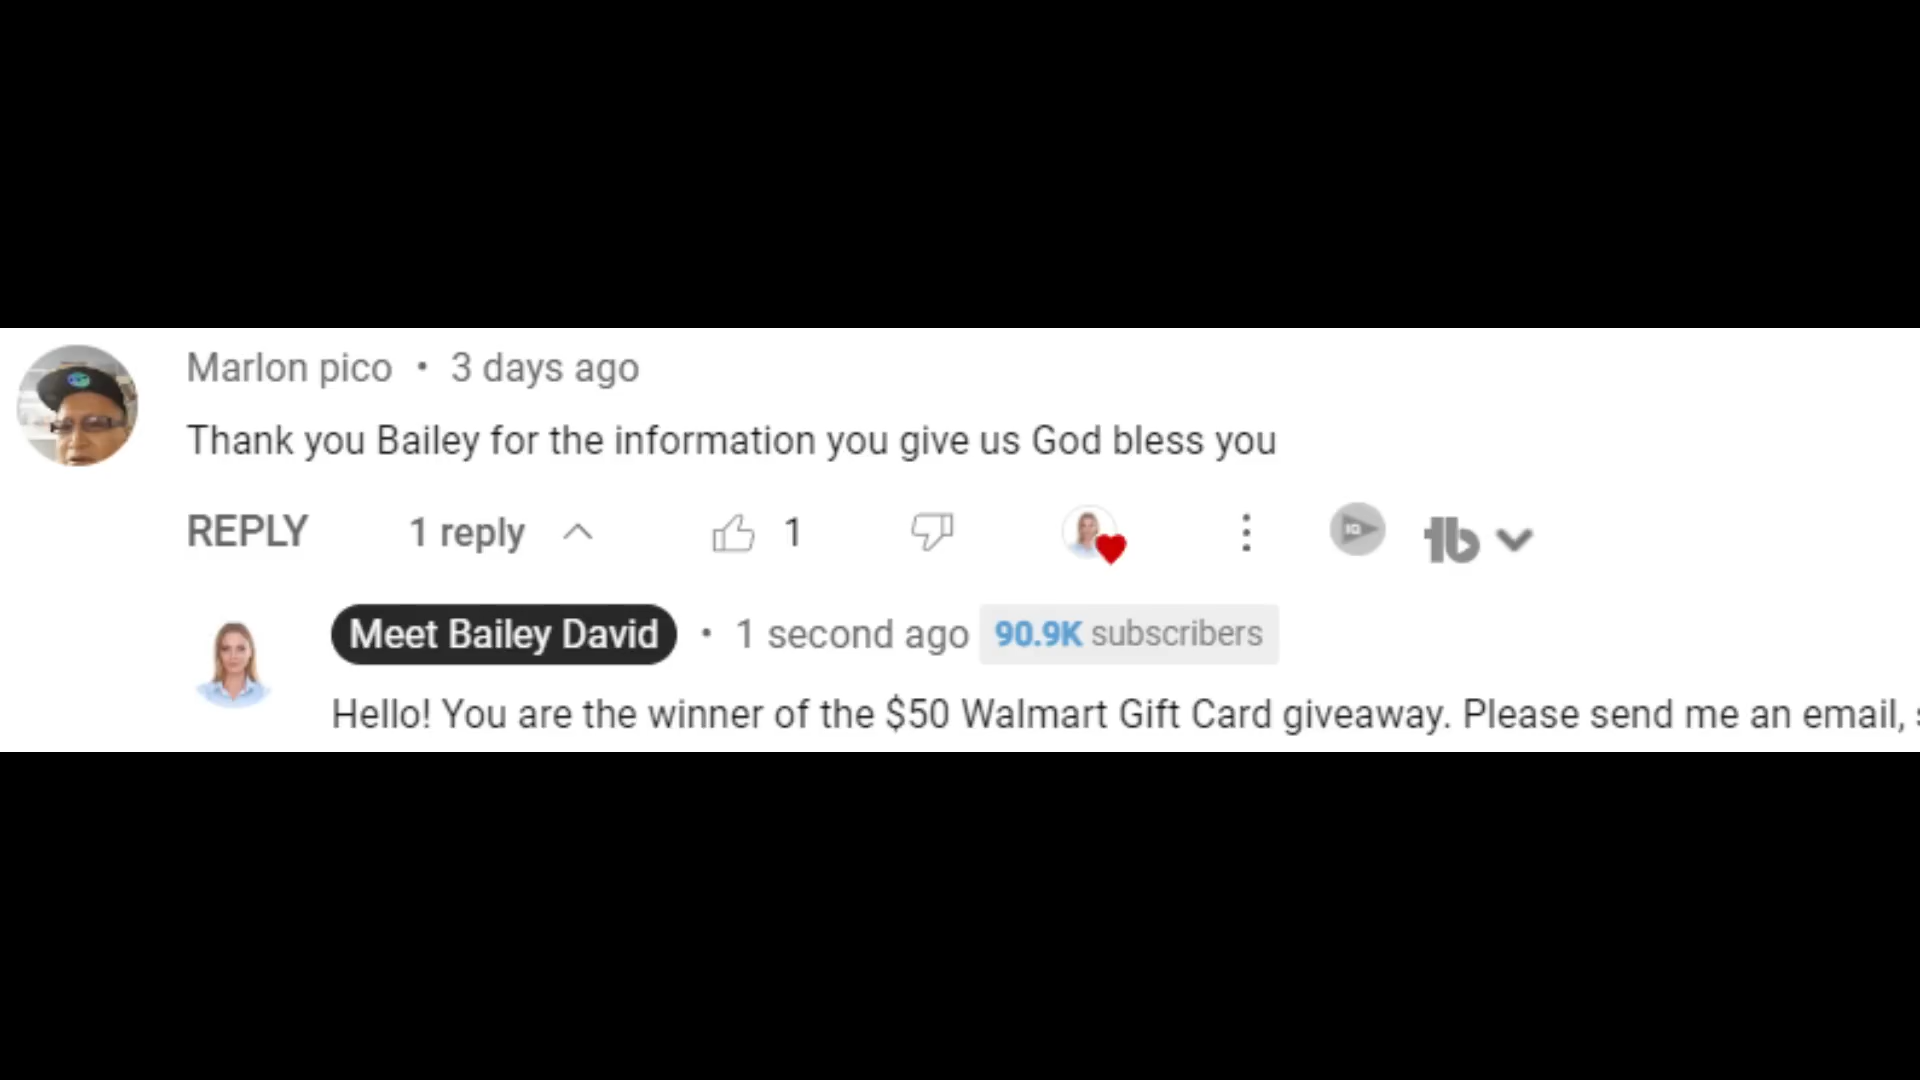 Marlon pico • 3 days ago
Thank you Bailey for the information you give us God bless you
REPLY 1 reply 1 tb
Meet Bailey David • 1 second ago 90.9K subscribers
Hello! You are the winner of the $50 Walmart Gift Card giveaway. Please send me an email,